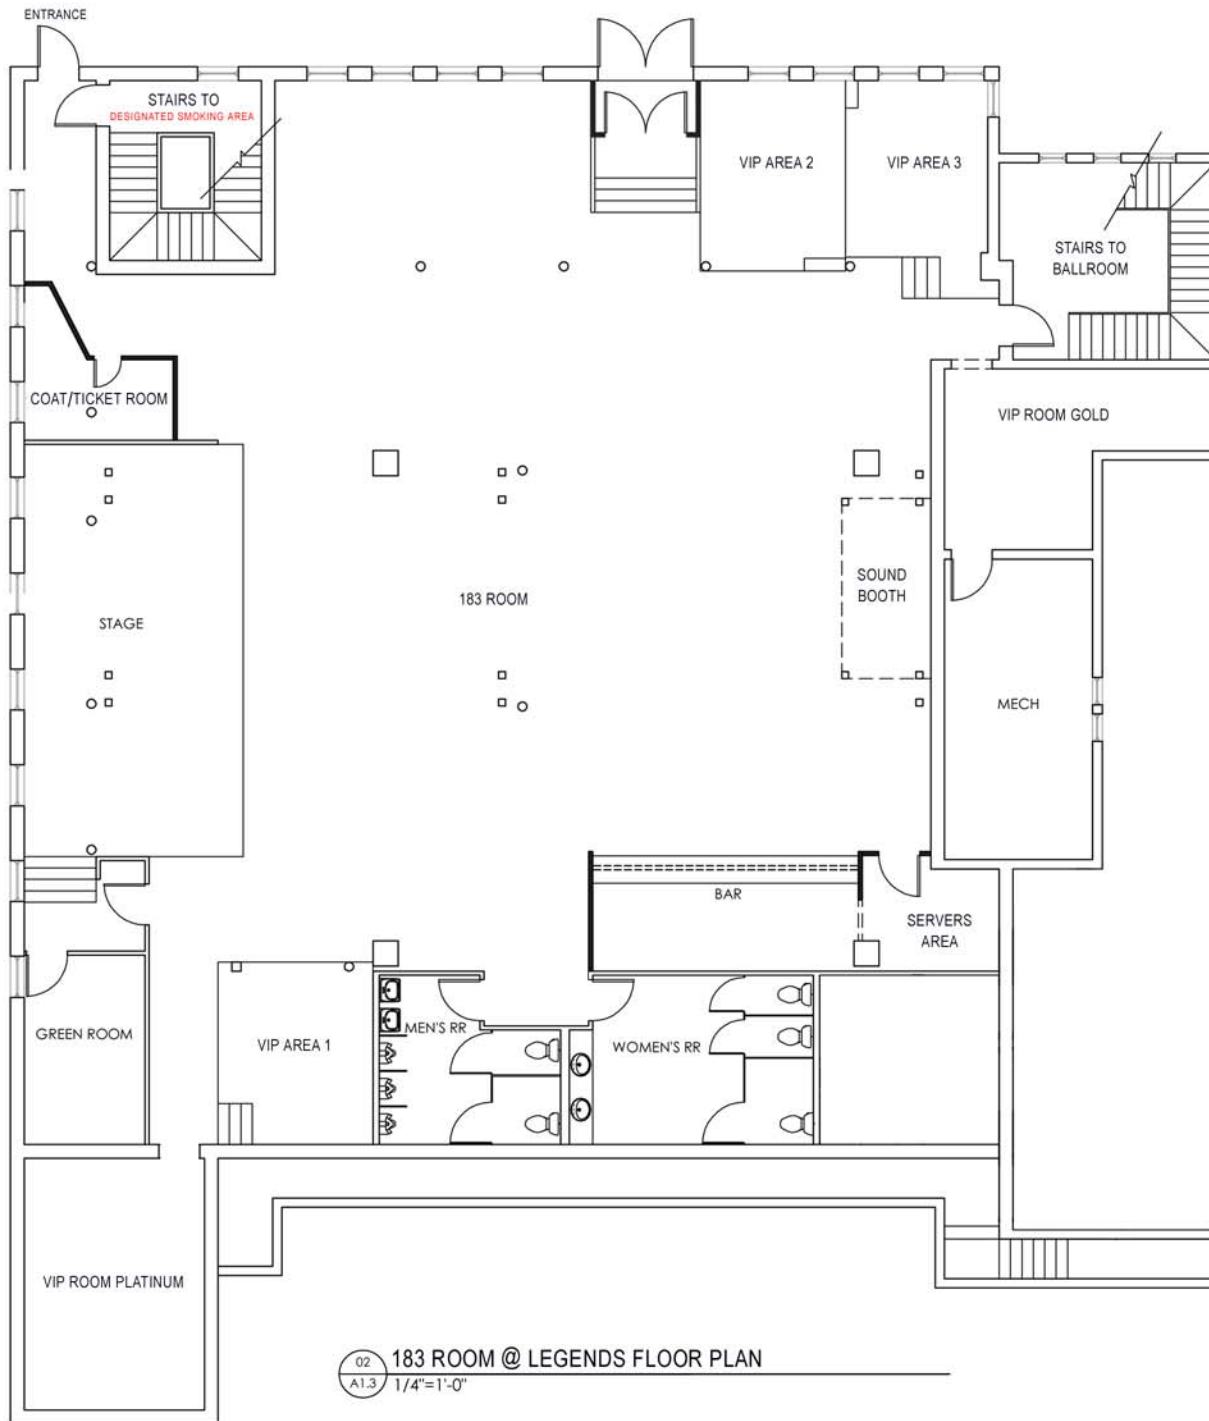 ENTRANCE
STAIRS TO
DESIGNATED SMOKING AREA
VIP AREA 2
VIP AREA 3
STAIRS TO
BALLROOM
COAT/TICKET ROOM
VIP ROOM GOLD
SOUND
BOOTH
183 ROOM
STAGE
MECH
BAR
SERVERS
AREA
GREEN ROOM
VIP AREA 1
MEN'S RR
WOMEN'S RR
VIP ROOM PLATINUM
02
A1.3
183 ROOM @ LEGENDS FLOOR PLAN
1/4"=1'-0"